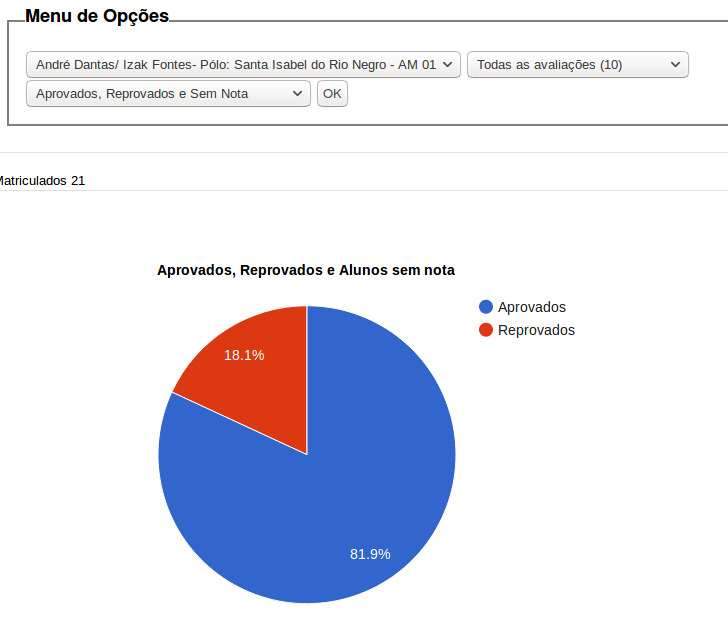 Menu de Opções
André Dantas/ Izak Fontes- Pólo: Santa Isabel do Rio Negro - AM 01 Todas as avaliações (10)
Aprovados, Reprovados e Sem Nota OK
Matriculados 21
Aprovados, Reprovados e Alunos sem nota
Aprovados
Reprovados
18.1%
81.9%